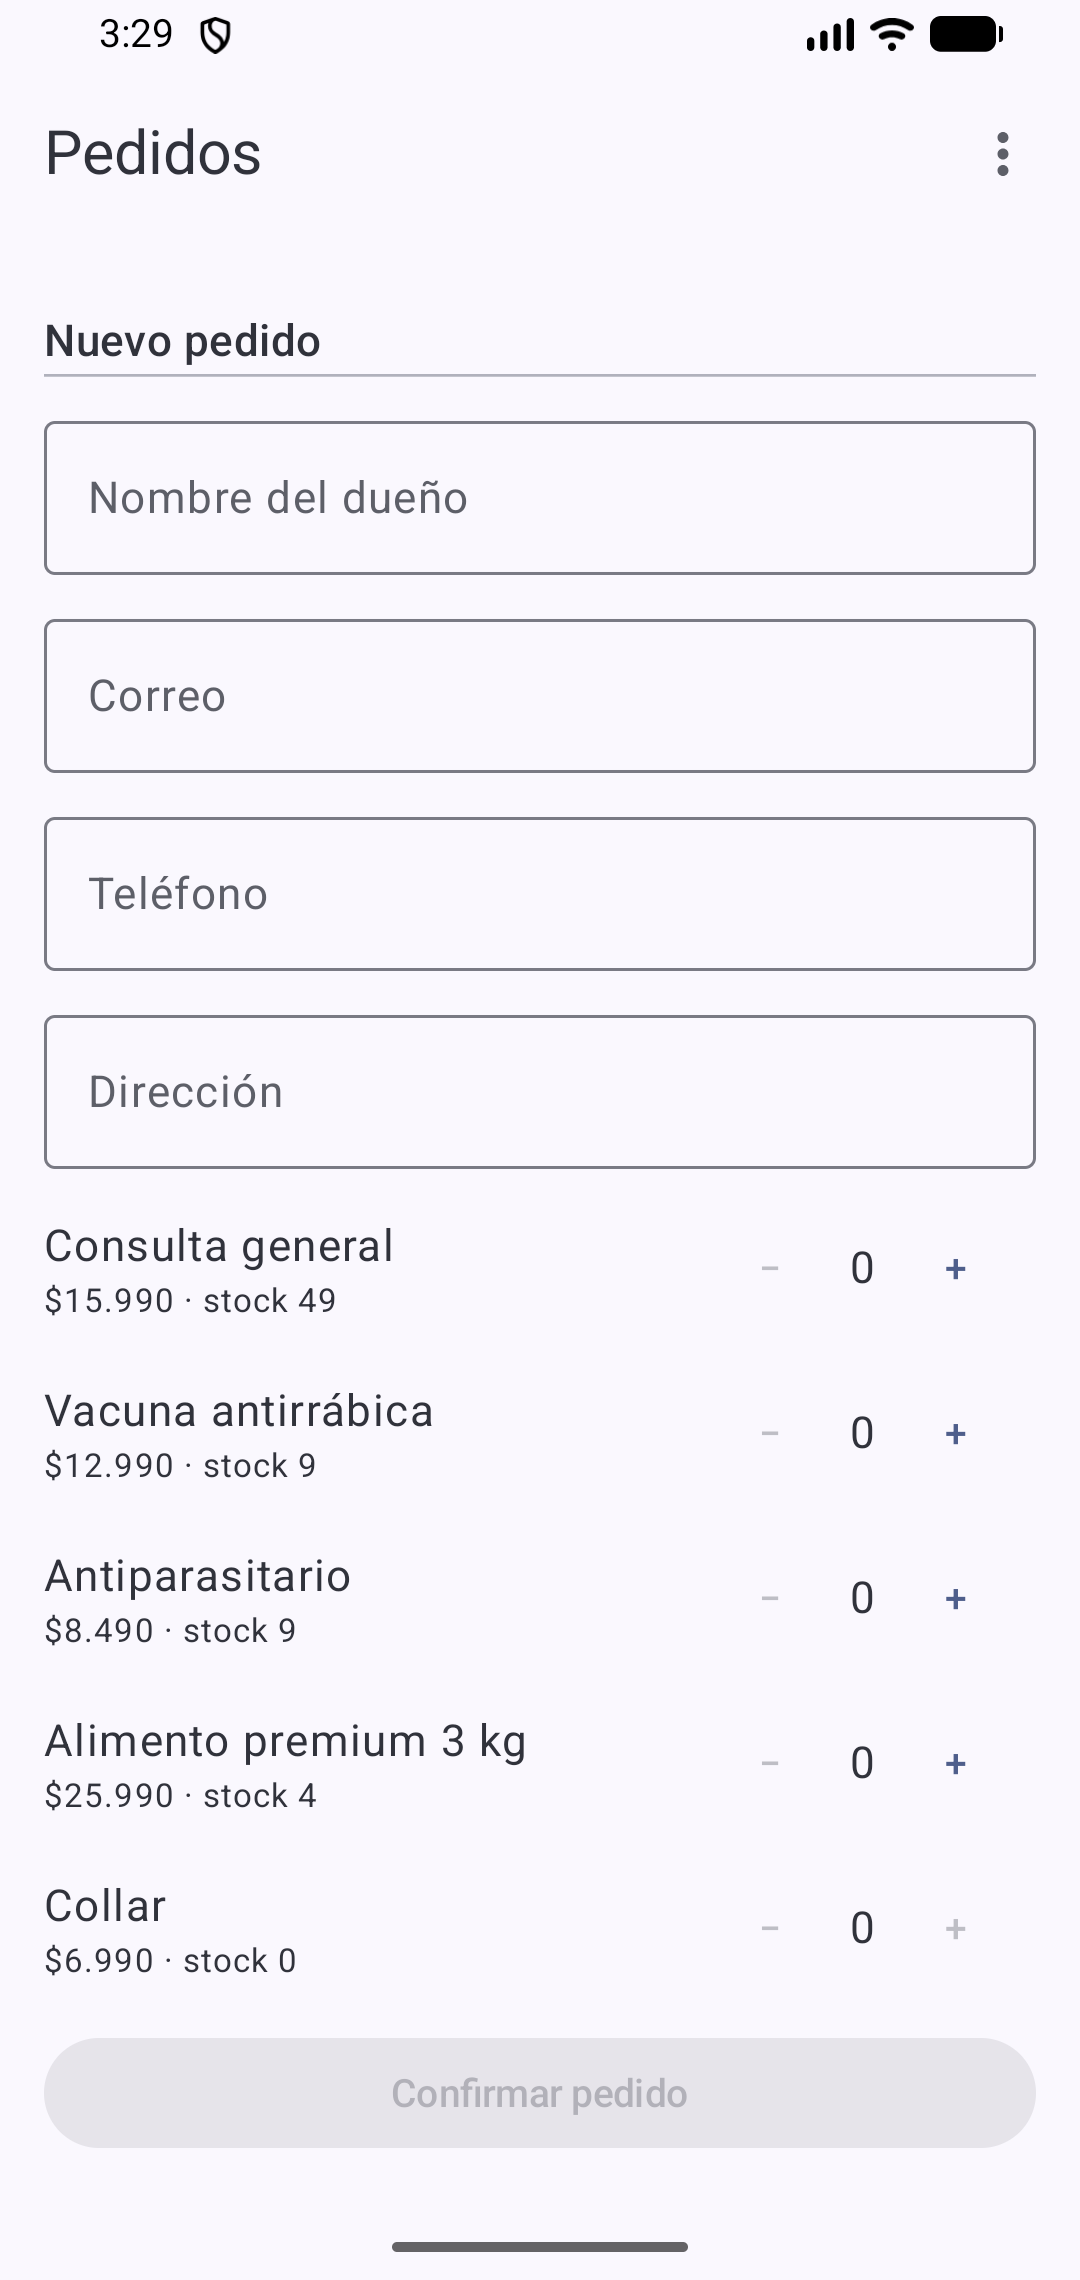 3:29
Pedidos
Nuevo pedido
Nombre del dueño
Correo
Teléfono
Dirección
Consulta general
$15.990 · stock 49
− 0 +
Vacuna antirrábica
$12.990 · stock 9
− 0 +
Antiparasitario
$8.490 · stock 9
− 0 +
Alimento premium 3 kg
$25.990 · stock 4
− 0 +
Collar
$6.990 · stock 0
− 0 +
Confirmar pedido